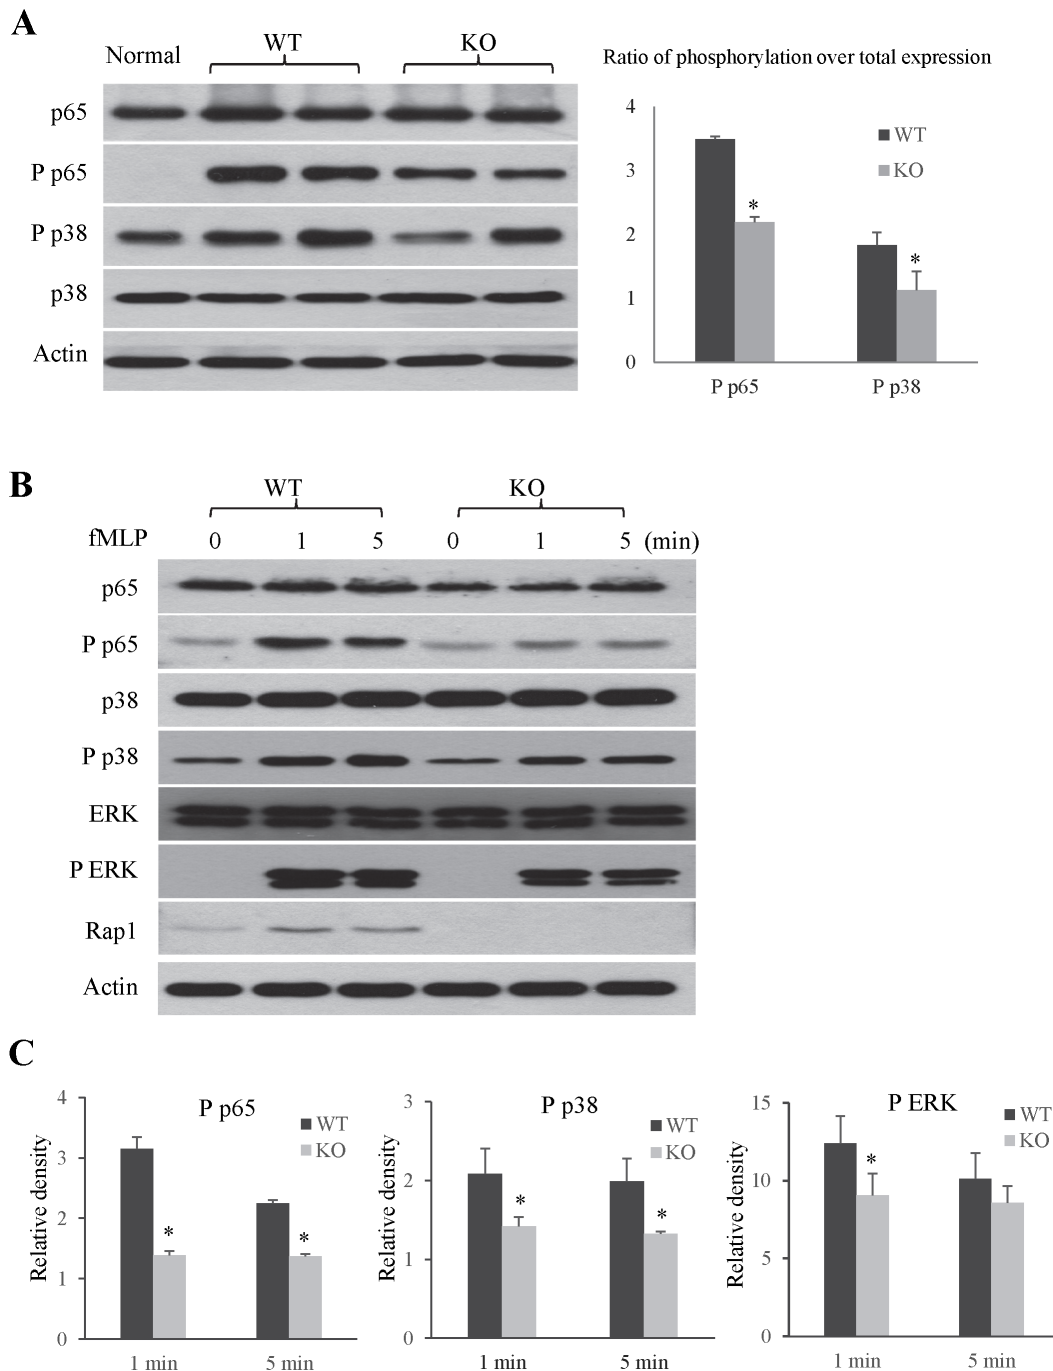 A
Normal WT KO
p65
P p65
P p38
p38
Actin
Ratio of phosphorylation over total expression
4
3
2
1
0
WT
KO
*
*
P p65 P p38
B
WT KO
fMLP 0 1 5 0 1 5 (min)
p65
P p65
p38
P p38
ERK
P ERK
Rap1
Actin
C
P p65
Relative density
4
3
2
1
0
WT
KO
*
*
1 min 5 min
P p38
Relative density
3
2
1
0
WT
KO
*
*
1 min 5 min
P ERK
Relative density
15
10
5
0
WT
KO
*
1 min 5 min